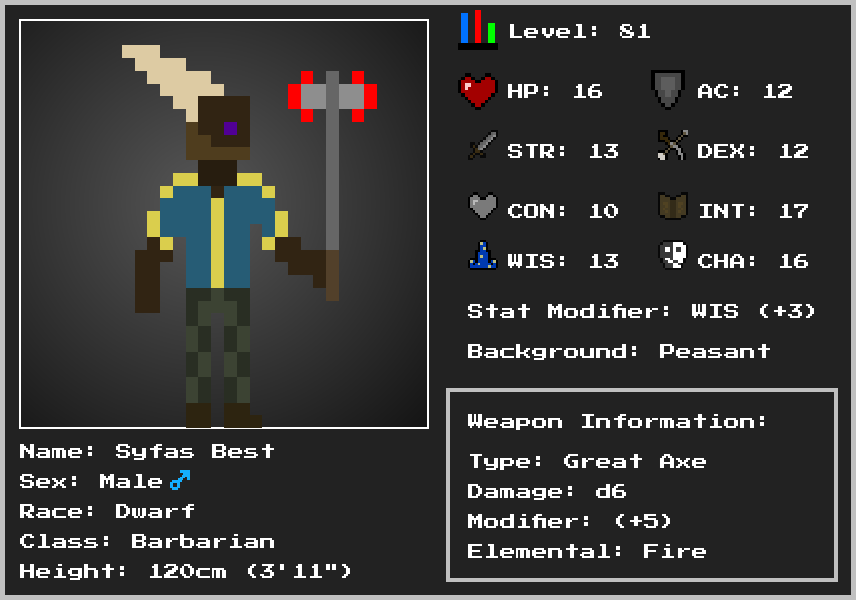 Level: 81
HP: 16 AC: 12
STR: 13 DEX: 12
CON: 10 INT: 17
WIS: 13 CHA: 16
Stat Modifier: WIS (+3)
Background: Peasant
Weapon Information:
Type: Great Axe
Damage: d6
Modifier: (+5)
Elemental: Fire
Name: Syfas Best
Sex: Male♂
Race: Dwarf
Class: Barbarian
Height: 120cm (3'11")